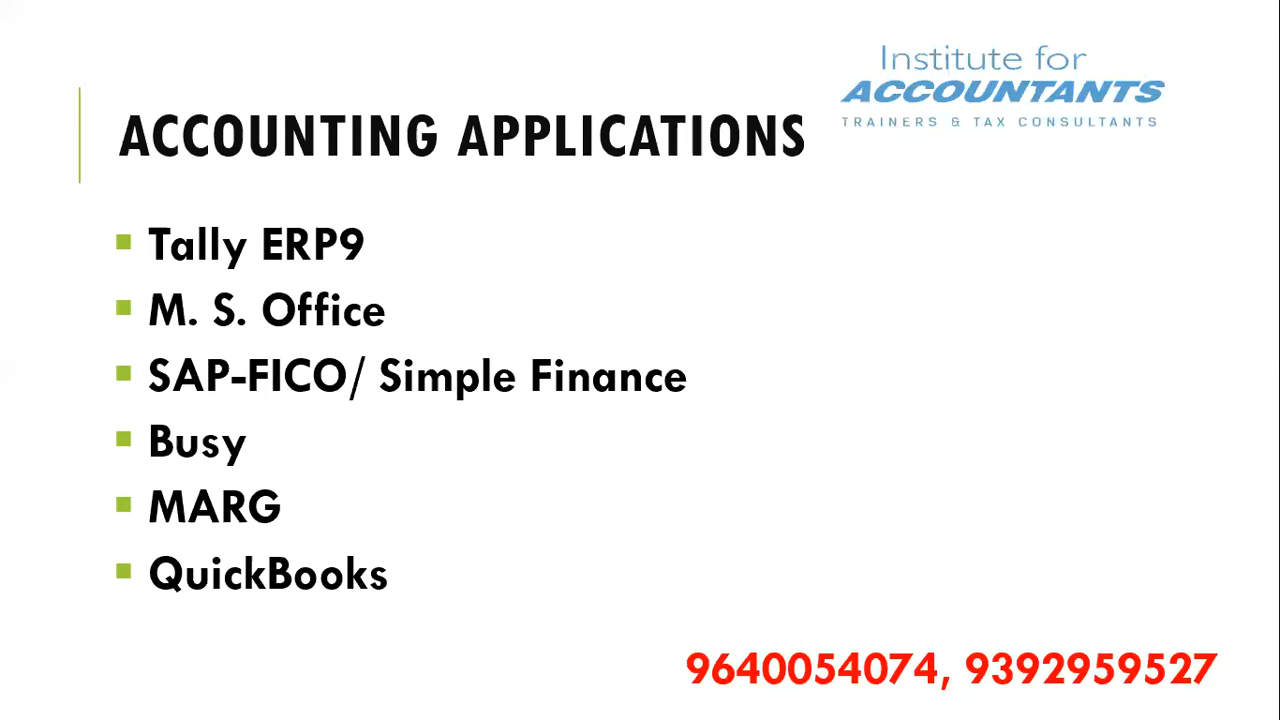 Institute for
ACCOUNTANTS
TRAINERS & TAX CONSULTANTS
ACCOUNTING APPLICATIONS
Tally ERP9
M. S. Office
SAP-FICO/ Simple Finance
Busy
MARG
QuickBooks
9640054074, 9392959527